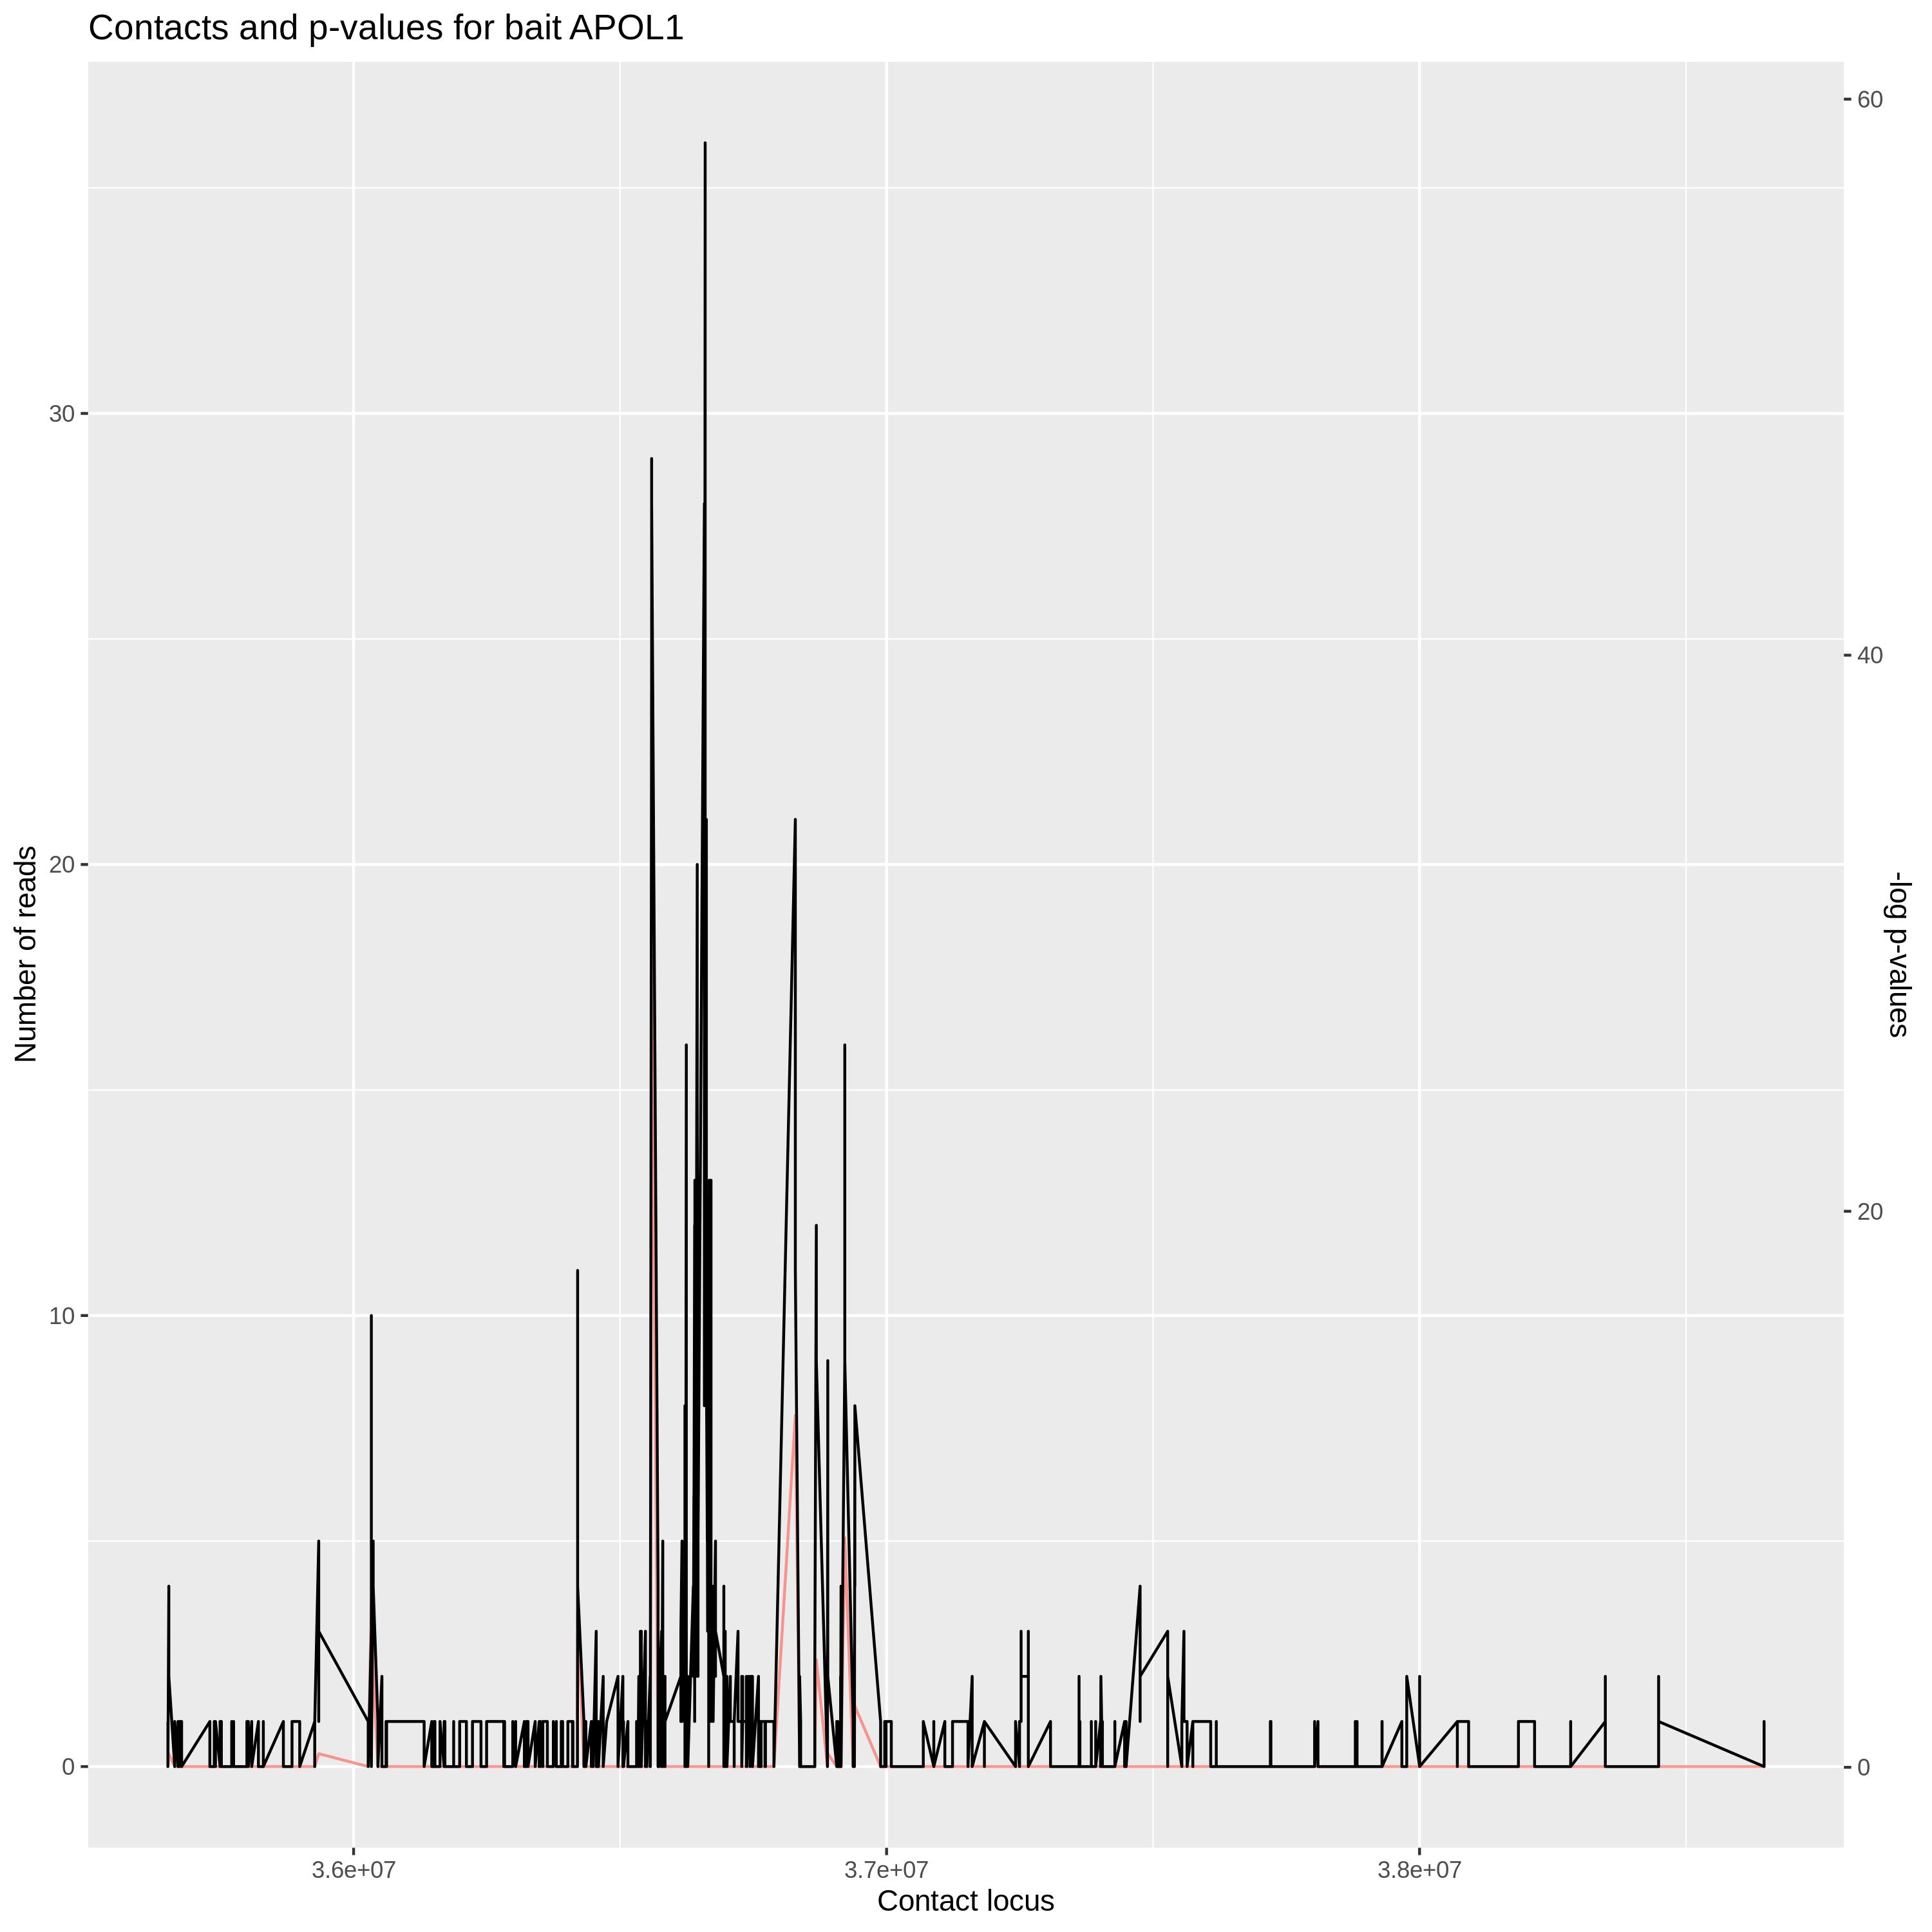 Contacts and p-values for bait APOL1
60
30
40
Number of reads
20
-log p-values
20
10
0
0
3.6e+07
3.7e+07
3.8e+07
Contact locus